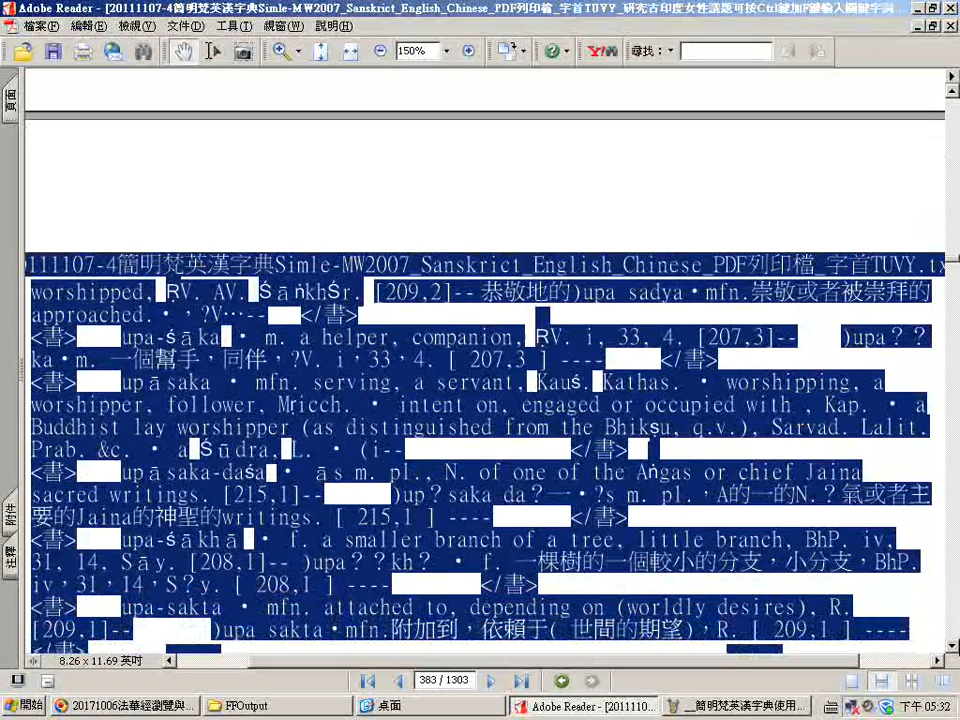 Adobe Reader - [20111107-4簡明梵英漢字典Simle-MW2007_Sanskrict_English_Chinese_PDF列印檔_字首TUVY_研究古印度女性議題可按Ctrl鍵加F鍵輸入關鍵字詞...
檔案(F) 編輯(E) 檢視(V) 文件(D) 工具(T) 視窗(W) 說明(H)
150% Y! 尋找：
頁面
111107-4簡明梵英漢字典Simle-MW2007_Sanskrict_English_Chinese_PDF列印檔_字首TUVY.tx
worshipped, RV. AV. ŚāṅkhŚr. [209,2]-- 恭敬地的)upa sadya·mfn.崇敬或者被崇拜的
approached.·,?V…-- </書>
<書> upa-śāka · m. a helper, companion, RV. i, 33, 4. [207,3]-- )upa??
ka·m. 一個幫手,同伴,?V. i,33,4. [ 207,3 ] ---- </書>
<書> upāsaka · mfn. serving, a servant, Kauś. Kathas. · worshipping, a
worshipper, follower, Mṛicch. · intent on, engaged or occupied with , Kap. · a
Buddhist lay worshipper (as distinguished from the Bhikṣu, q.v.), Sarvad. Lalit.
Prab. &c. · a Śūdra, L. · (i-- </書>
<書> upāsaka-daśa · ās m. pl., N. of one of the Aṅgas or chief Jaina
sacred writings. [215,1]-- )up?saka da?一·?s m. pl.,A的一的N.?氣或者主
要的Jaina的神聖的writings. [ 215,1 ] ---- </書>
<書> upa-śākhā · f. a smaller branch of a tree, little branch, BhP. iv,
31, 14, Sāy. [208,1]-- )upa??kh? · f. 一棵樹的一個較小的分支,小分支,BhP.
iv,31,14,S?y. [ 208,1 ] ---- </書>
<書> upa-sakta · mfn. attached to, depending on (worldly desires), R.
[209,1]-- )upa sakta·mfn.附加到,依賴于( 世間的期望),R. [ 209,1 ] ----
</書>
附件
注釋
8.26 x 11.69 英吋
383 / 1303
開始 20171006法華經瀏覽與... FFOutput 桌面 Adobe Reader - [201110... __簡明梵英字典使用... 下午 05:32